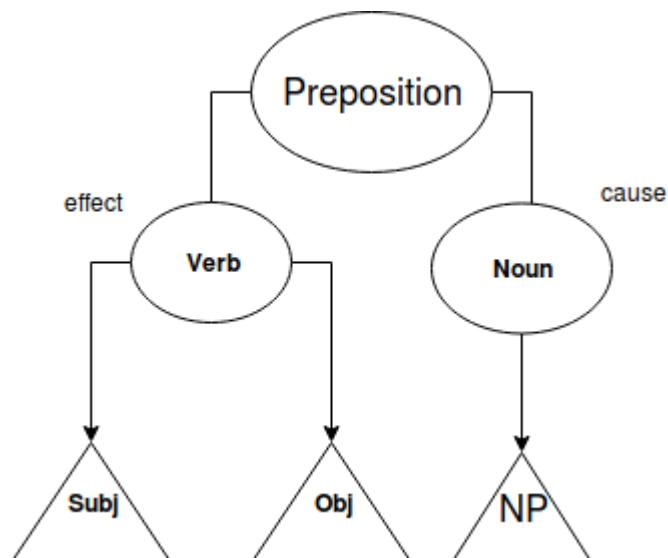 Preposition
effect
cause
Verb
Noun
Subj
Obj
NP